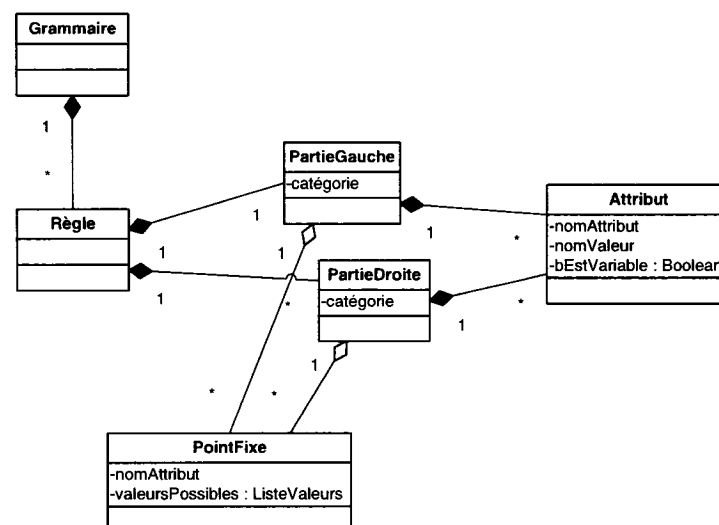 Grammaire
1
*
Règle
1
1
PartieGauche
-catégorie
1
1
*
Attribut
-nomAttribut
-nomValeur
-bEstVariable : Boolean
1
*
PartieDroite
-catégorie
1
*
1
*
*
PointFixe
-nomAttribut
-valeursPossibles : ListeValeurs